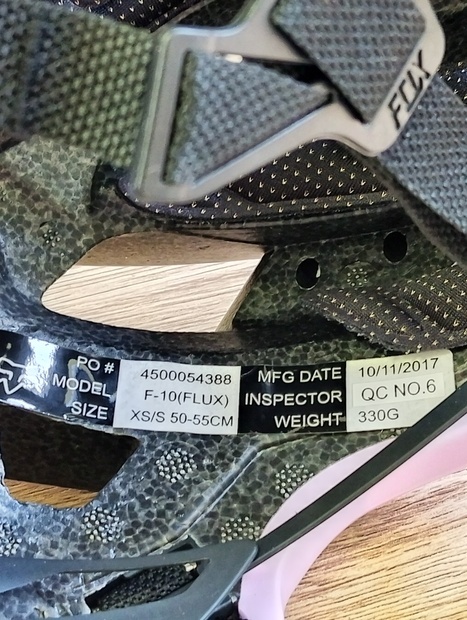 FOX
PO # 4500054388 MFG DATE 10/11/2017
MODEL F-10(FLUX) INSPECTOR QC NO.6
SIZE XS/S 50-55CM WEIGHT 330G